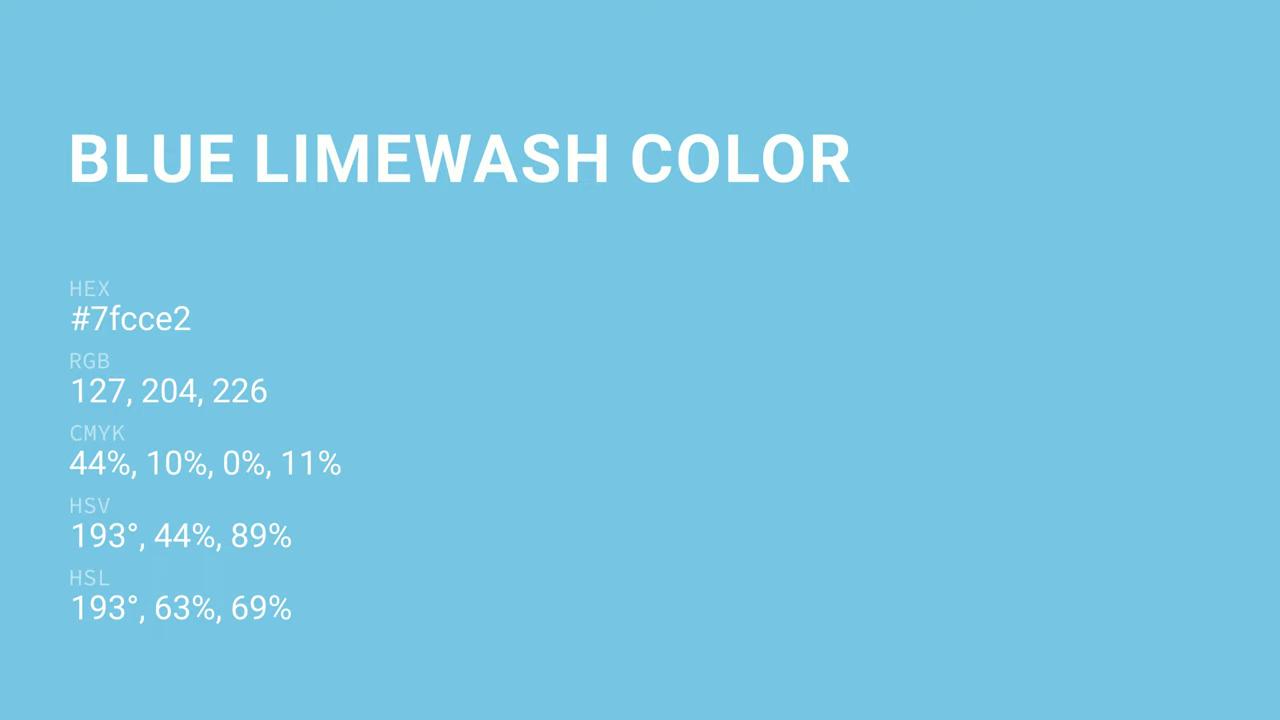 BLUE LIMEWASH COLOR
HEX
#7fcce2
RGB
127, 204, 226
CMYK
44%, 10%, 0%, 11%
HSV
193°, 44%, 89%
HSL
193°, 63%, 69%